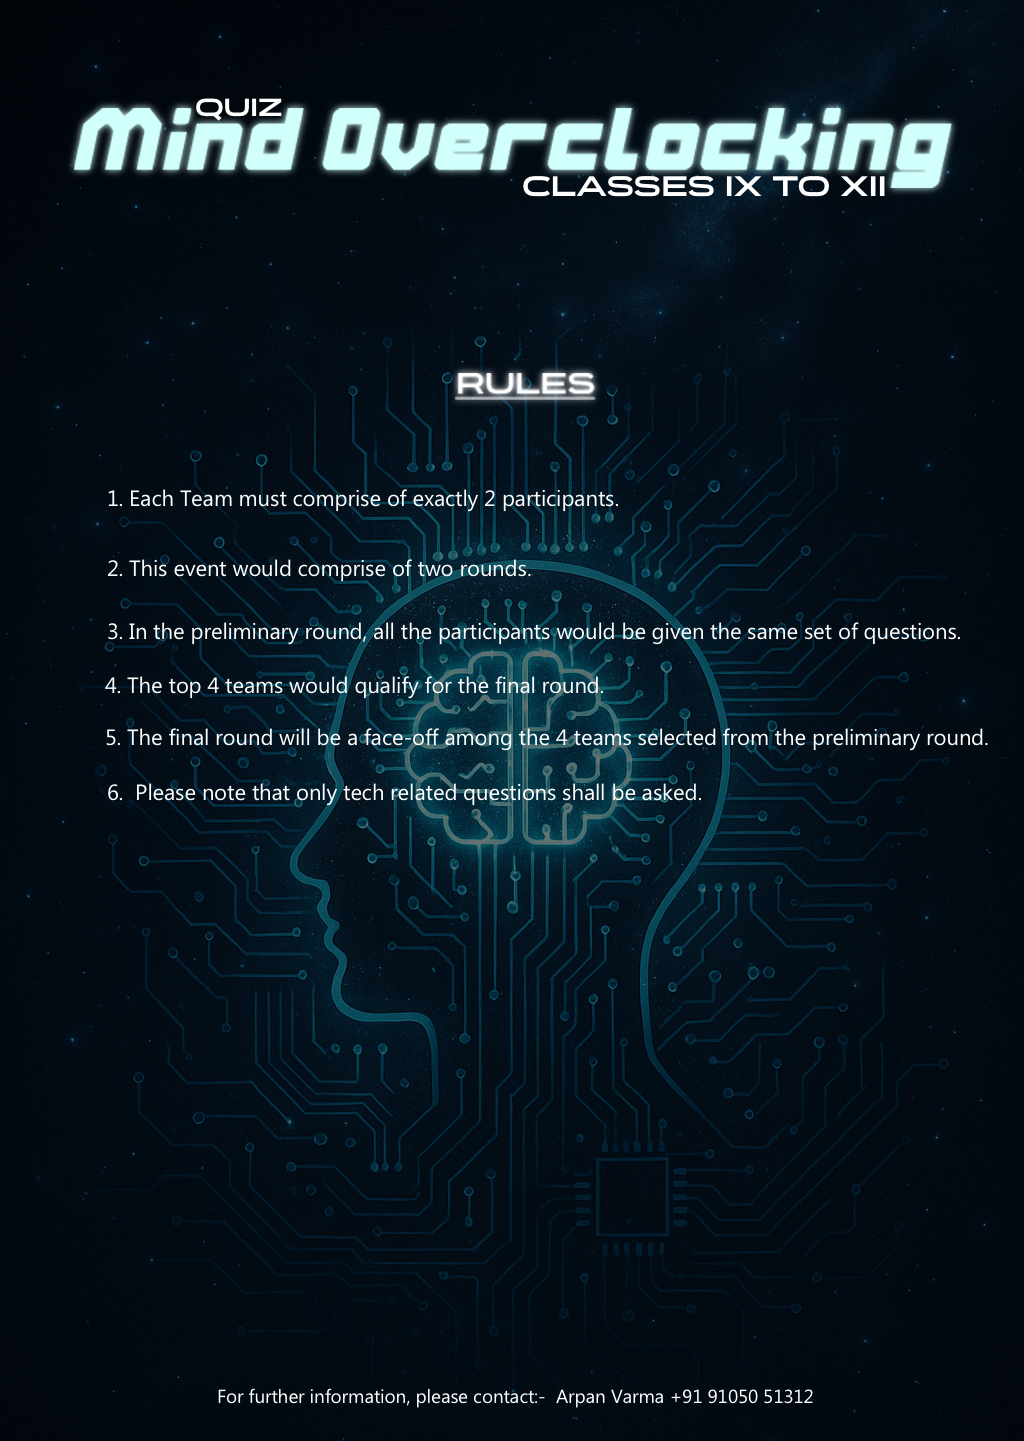 QUIZ
Mind Overclocking
CLASSES IX TO XII
RULES
1. Each Team must comprise of exactly 2 participants.
2. This event would comprise of two rounds.
3. In the preliminary round, all the participants would be given the same set of questions.
4. The top 4 teams would qualify for the final round.
5. The final round will be a face-off among the 4 teams selected from the preliminary round.
6.  Please note that only tech related questions shall be asked.
For further information, please contact:-  Arpan Varma +91 91050 51312